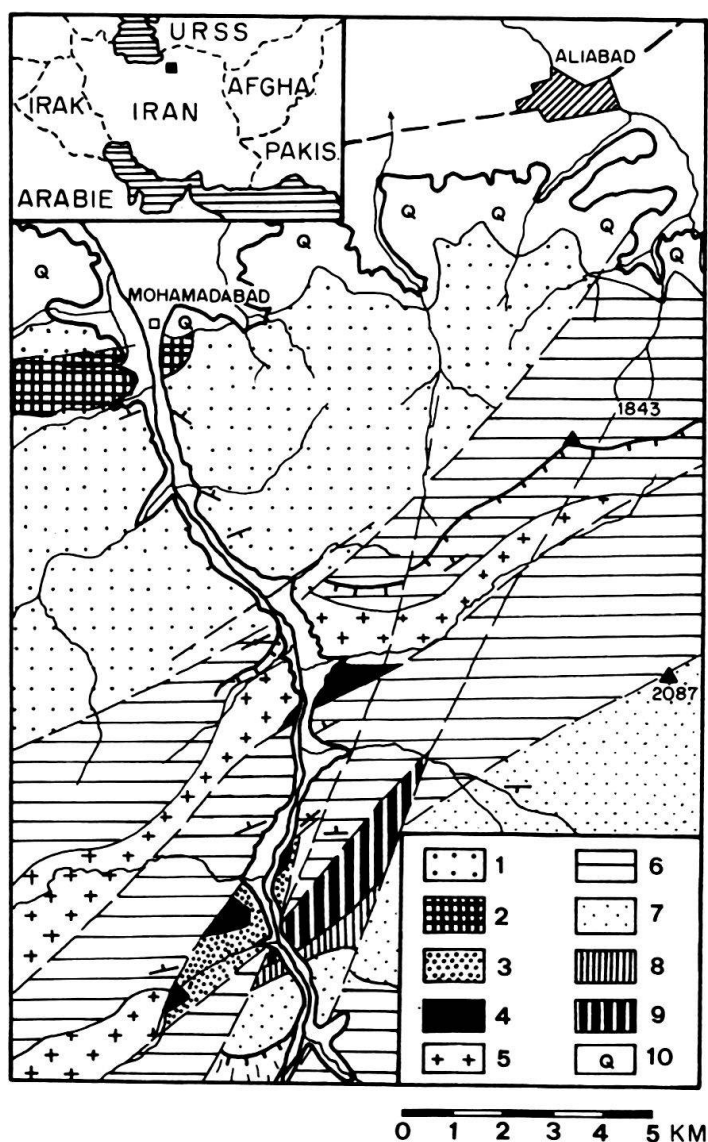 URSS
IRAK
IRAN
AFGHA.
PAKIS.
ARABIE
ALIABAD
Q
Q
Q
Q
Q
Q
MOHAMADABAD
Q
1843
2087
1
6
2
7
3
8
4
9
5
Q 10
0 1 2 3 4 5 KM